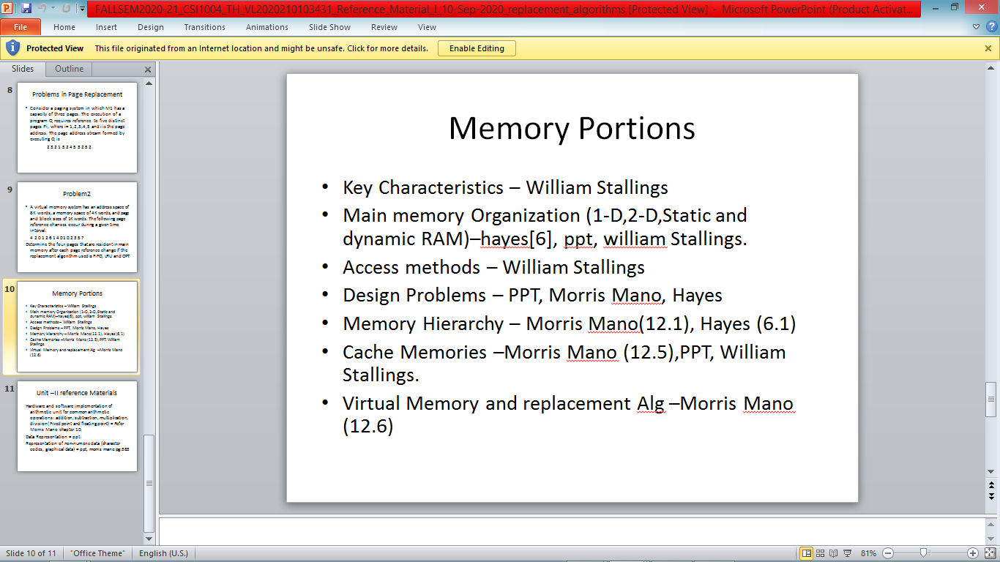 FALLSEM2020-21_CSI1004_TH_VL2020210103431_Reference_Material_I_10-Sep-2020_replacement_algorithms [Protected View] - Microsoft PowerPoint (Product Activat...
File Home Insert Design Transitions Animations Slide Show Review View
Protected View This file originated from an Internet location and might be unsafe. Click for more details. Enable Editing
Slides Outline
8
Problems in Page Replacement
• Consider a paging system in which M1 has a
capacity of three pages. The execution of a
program Q requires reference to five distinct
pages Pi, where i= 1,2,3,4,5 and i is the page
address. The page address stream formed by
executing Q is
2 3 2 1 5 2 4 5 3 2 5 2
9
Problem2
• A virtual memory system has an address space of
8K words, a memory space of 4K words, and page
and block sizes of 1K words. The following page
reference changes occur during a given time
interval.
4 2 0 1 2 6 1 4 0 1 0 2 3 5 7
Determine the four pages that are resident in main
memory after each page reference change if the
replacement algorithm used is FIFO, LRU and OPT
10
Memory Portions
• Key Characteristics – William Stallings
• Main memory Organization (1-D,2-D,Static and
dynamic RAM)–hayes[6], ppt, william Stallings.
• Access methods – William Stallings
• Design Problems – PPT, Morris Mano, Hayes
• Memory Hierarchy – Morris Mano(12.1), Hayes (6.1)
• Cache Memories –Morris Mano (12.5),PPT, William
Stallings.
• Virtual Memory and replacement Alg –Morris Mano
(12.6)
11
Unit –II reference Materials
Hardware and software implementation of
arithmetic unit for common arithmetic
operations: addition, subtraction, multiplication,
division( Fixed point and floating point) = Refer
Morris Mano chapter 10.
Data Representation = ppt.
Representation of non-numeric data (character
codes, graphical data) = ppt, morris mano pg:383
Memory Portions
• Key Characteristics – William Stallings
• Main memory Organization (1-D,2-D,Static and
dynamic RAM)–hayes[6], ppt, william Stallings.
• Access methods – William Stallings
• Design Problems – PPT, Morris Mano, Hayes
• Memory Hierarchy – Morris Mano(12.1), Hayes (6.1)
• Cache Memories –Morris Mano (12.5),PPT, William
Stallings.
• Virtual Memory and replacement Alg –Morris Mano
(12.6)
Slide 10 of 11 "Office Theme" English (U.S.) 81%